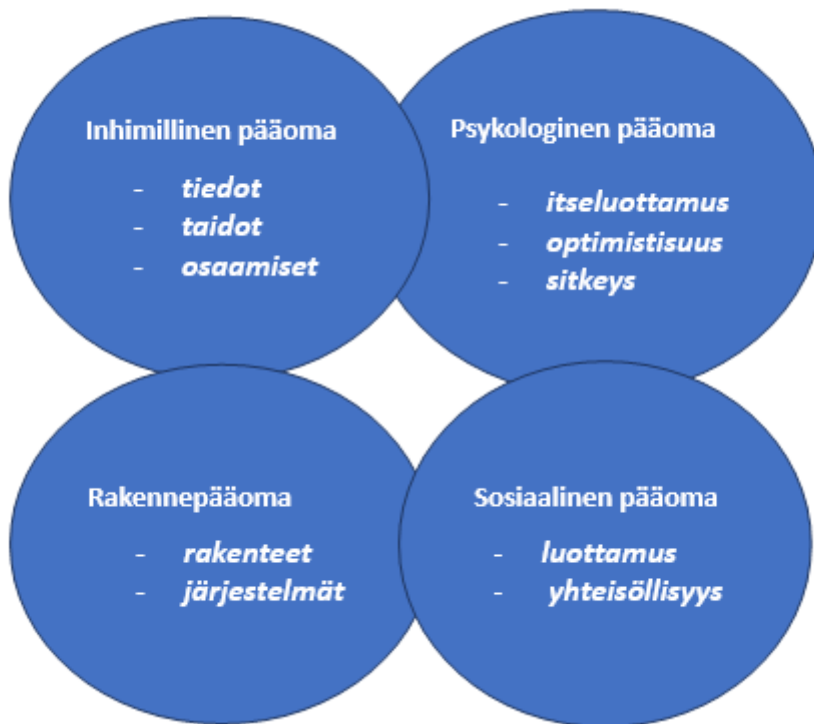 Inhimillinen pääoma
- tiedot
- taidot
- osaamiset
Psykologinen pääoma
- itseluottamus
- optimistisuus
- sitkeys
Rakennepääoma
- rakenteet
- järjestelmät
Sosiaalinen pääoma
- luottamus
- yhteisöllisyys